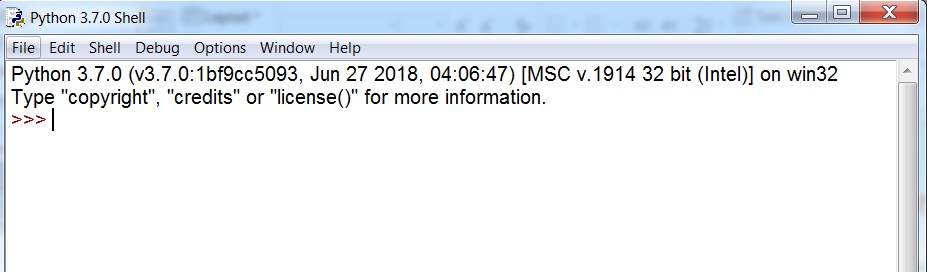 Python 3.7.0 Shell
File Edit Shell Debug Options Window Help
Python 3.7.0 (v3.7.0:1bf9cc5093, Jun 27 2018, 04:06:47) [MSC v.1914 32 bit (Intel)] on win32
Type "copyright", "credits" or "license()" for more information.
>>>